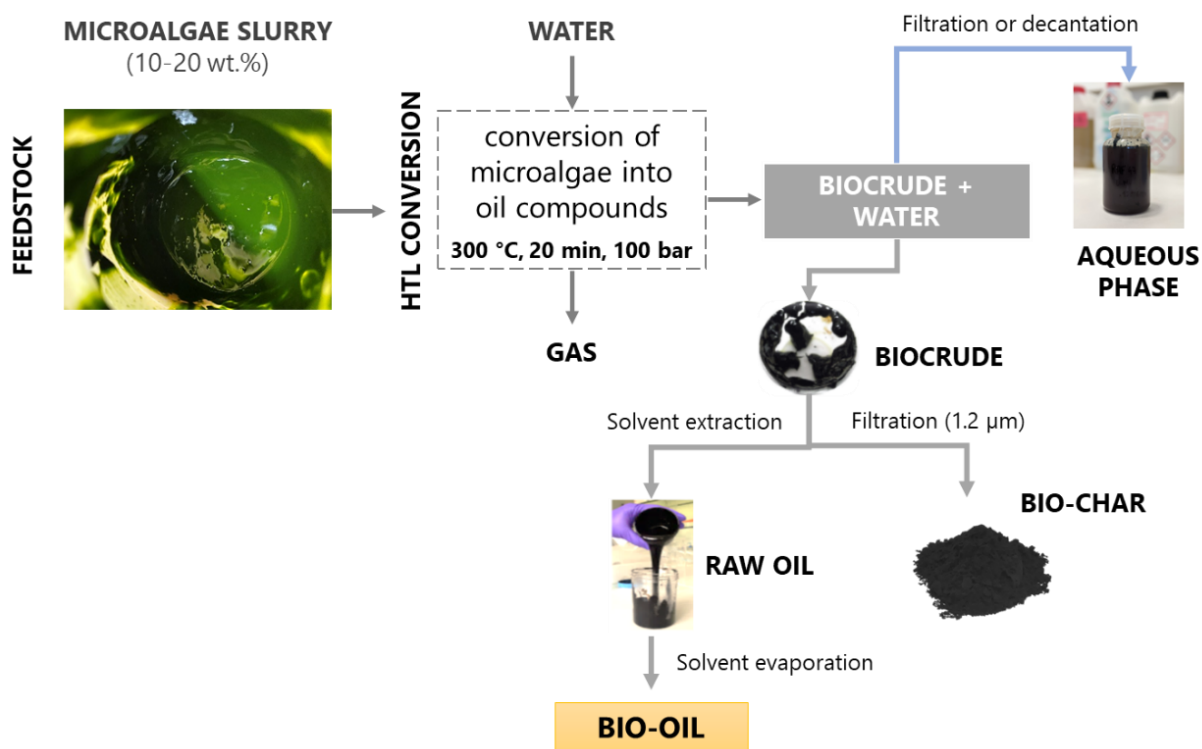 MICROALGAE SLURRY
(10-20 wt.%)
FEEDSTOCK
WATER
HTL CONVERSION
conversion of
microalgae into
oil compounds
300 °C, 20 min, 100 bar
GAS
BIOCRUDE +
WATER
Filtration or decantation
AQUEOUS
PHASE
BIOCRUDE
Solvent extraction
Filtration (1.2 µm)
RAW OIL
BIO-CHAR
Solvent evaporation
BIO-OIL